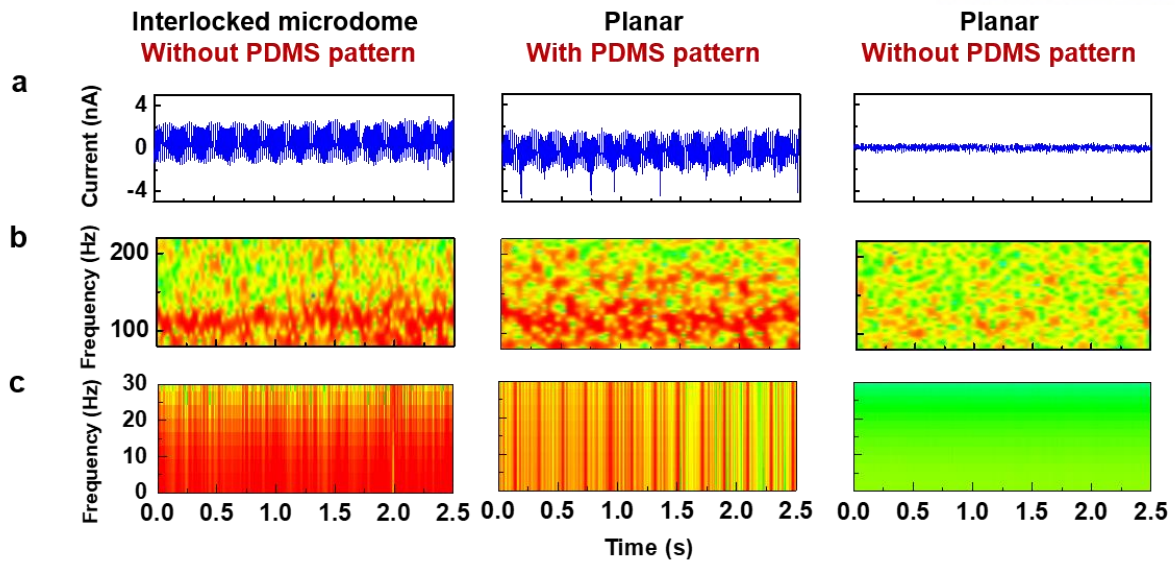 Interlocked microdome
Without PDMS pattern
Planar
With PDMS pattern
Planar
Without PDMS pattern
a
Current (nA)
4
0
-4
b
Frequency (Hz)
200
100
c
Frequency (Hz)
30
20
10
0
0.0 0.5 1.0 1.5 2.0 2.5
0.0 0.5 1.0 1.5 2.0 2.5
0.0 0.5 1.0 1.5 2.0 2.5
Time (s)